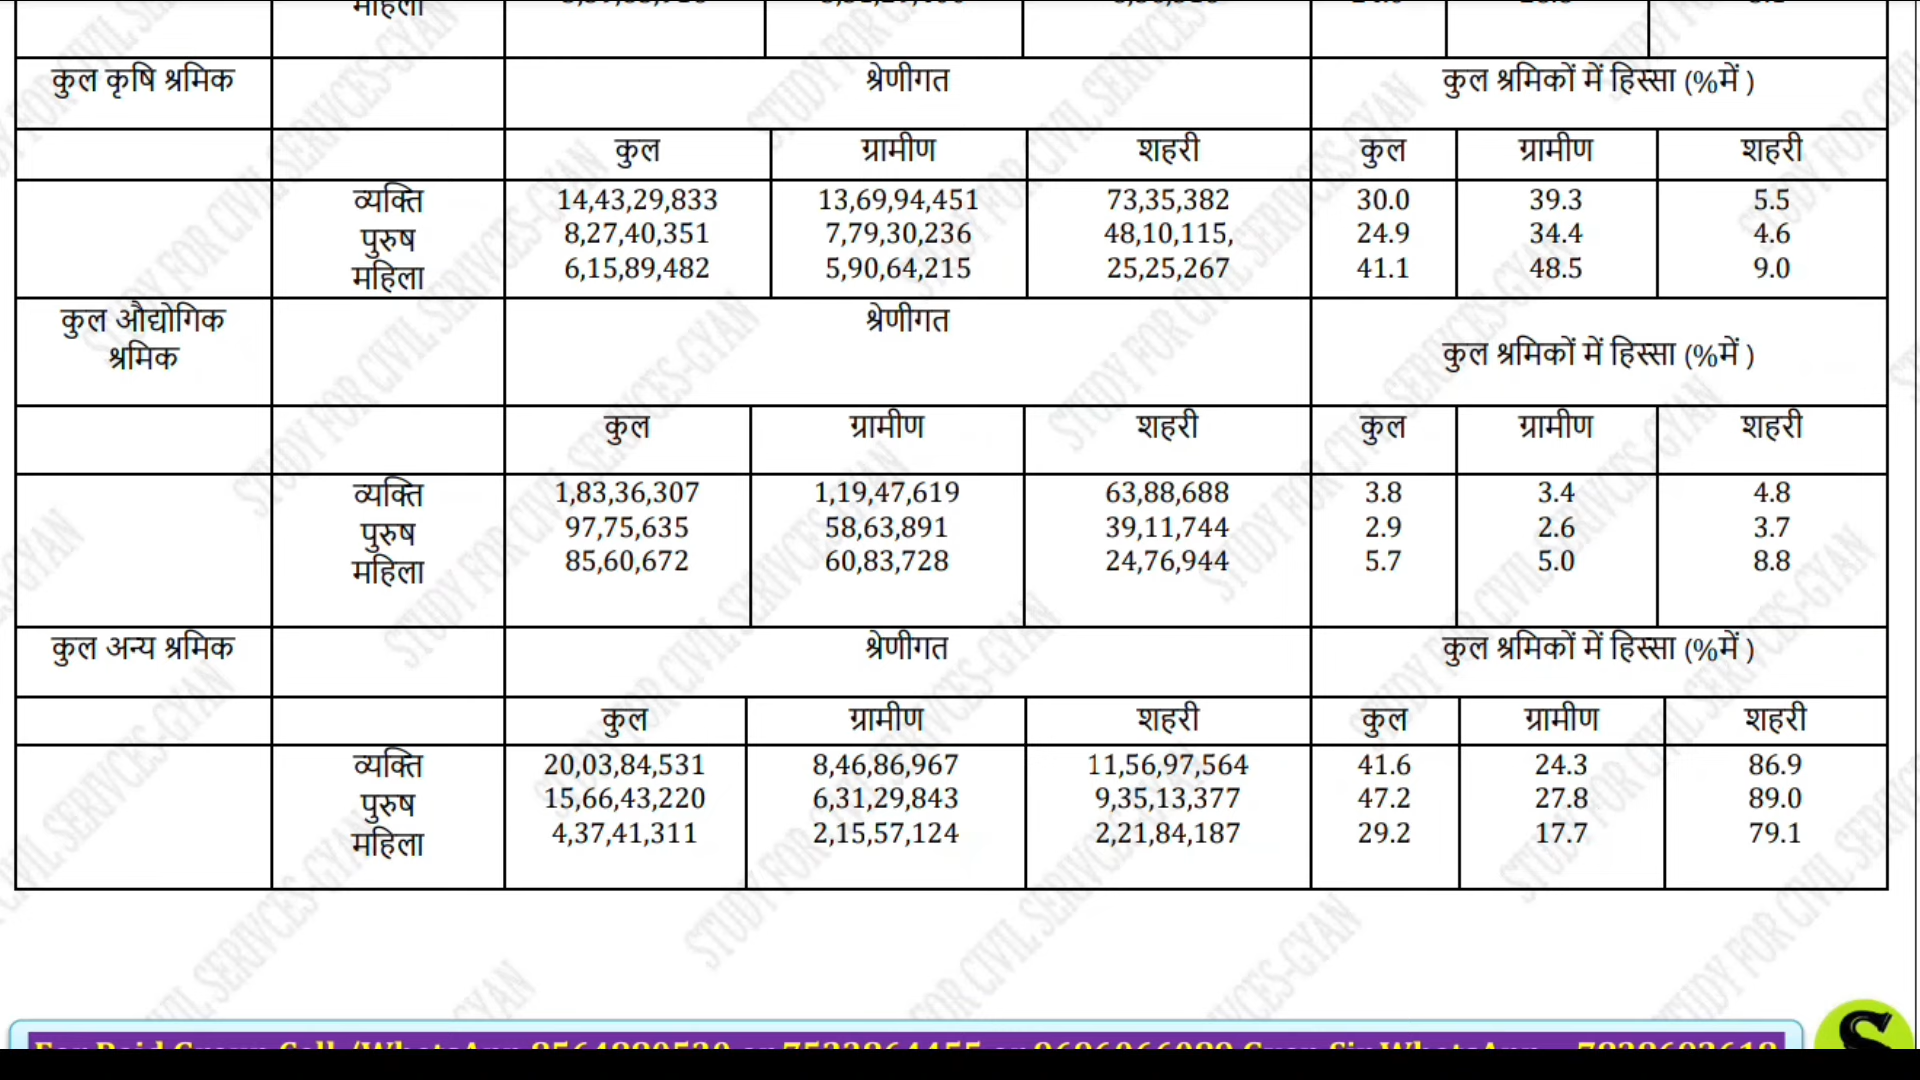 महिला
कुल कृषि श्रमिक श्रेणीगत कुल श्रमिकों में हिस्सा (%में )
कुल ग्रामीण शहरी कुल ग्रामीण शहरी
व्यक्ति 14,43,29,833 13,69,94,451 73,35,382 30.0 39.3 5.5
पुरुष 8,27,40,351 7,79,30,236 48,10,115, 24.9 34.4 4.6
महिला 6,15,89,482 5,90,64,215 25,25,267 41.1 48.5 9.0
कुल औद्योगिक श्रेणीगत
श्रमिक कुल श्रमिकों में हिस्सा (%में )
कुल ग्रामीण शहरी कुल ग्रामीण शहरी
व्यक्ति 1,83,36,307 1,19,47,619 63,88,688 3.8 3.4 4.8
पुरुष 97,75,635 58,63,891 39,11,744 2.9 2.6 3.7
महिला 85,60,672 60,83,728 24,76,944 5.7 5.0 8.8
कुल अन्य श्रमिक श्रेणीगत कुल श्रमिकों में हिस्सा (%में )
कुल ग्रामीण शहरी कुल ग्रामीण शहरी
व्यक्ति 20,03,84,531 8,46,86,967 11,56,97,564 41.6 24.3 86.9
पुरुष 15,66,43,220 6,31,29,843 9,35,13,377 47.2 27.8 89.0
महिला 4,37,41,311 2,15,57,124 2,21,84,187 29.2 17.7 79.1
STUDY FOR CIVIL SERIVCES-GYAN